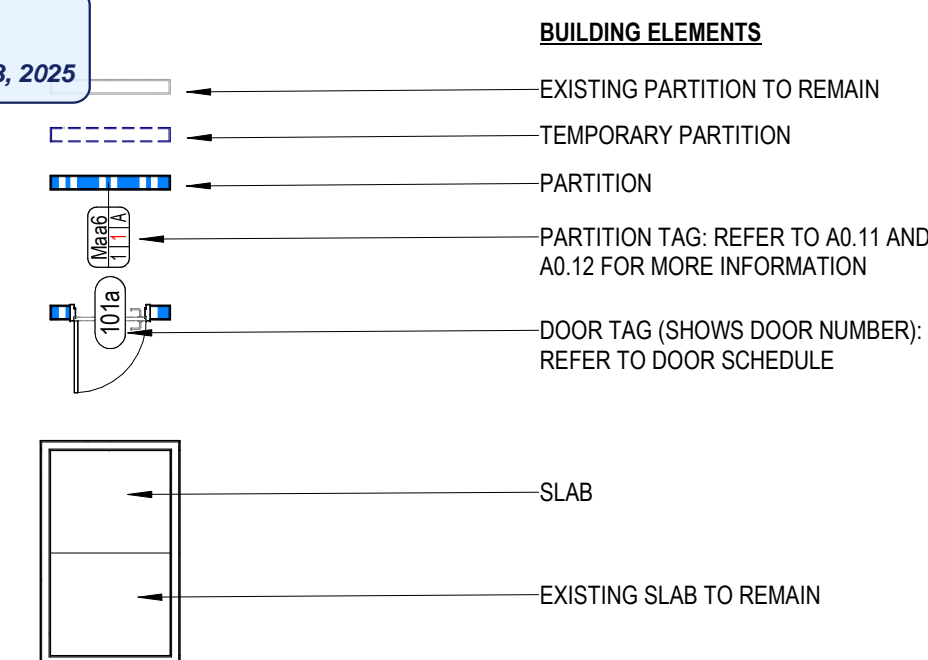 BUILDING ELEMENTS
, 2025
EXISTING PARTITION TO REMAIN
TEMPORARY PARTITION
PARTITION
Maa6
1 1 A
PARTITION TAG: REFER TO A0.11 AND
A0.12 FOR MORE INFORMATION
101a
DOOR TAG (SHOWS DOOR NUMBER):
REFER TO DOOR SCHEDULE
SLAB
EXISTING SLAB TO REMAIN